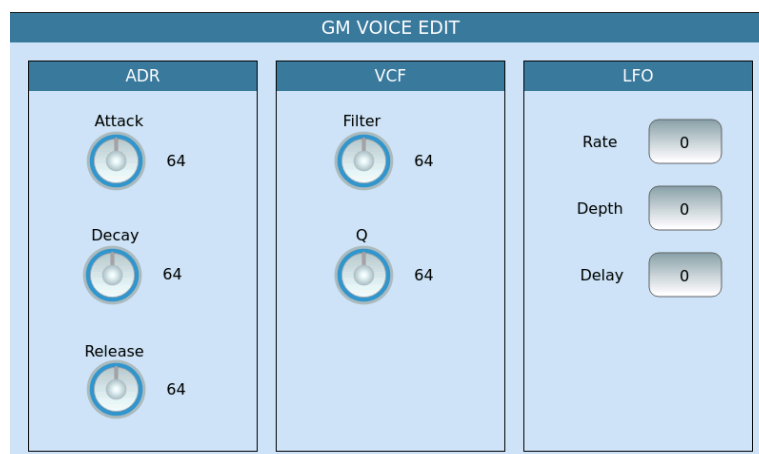 GM VOICE EDIT
ADR
Attack
64
Decay
64
Release
64
VCF
Filter
64
Q
64
LFO
Rate 0
Depth 0
Delay 0